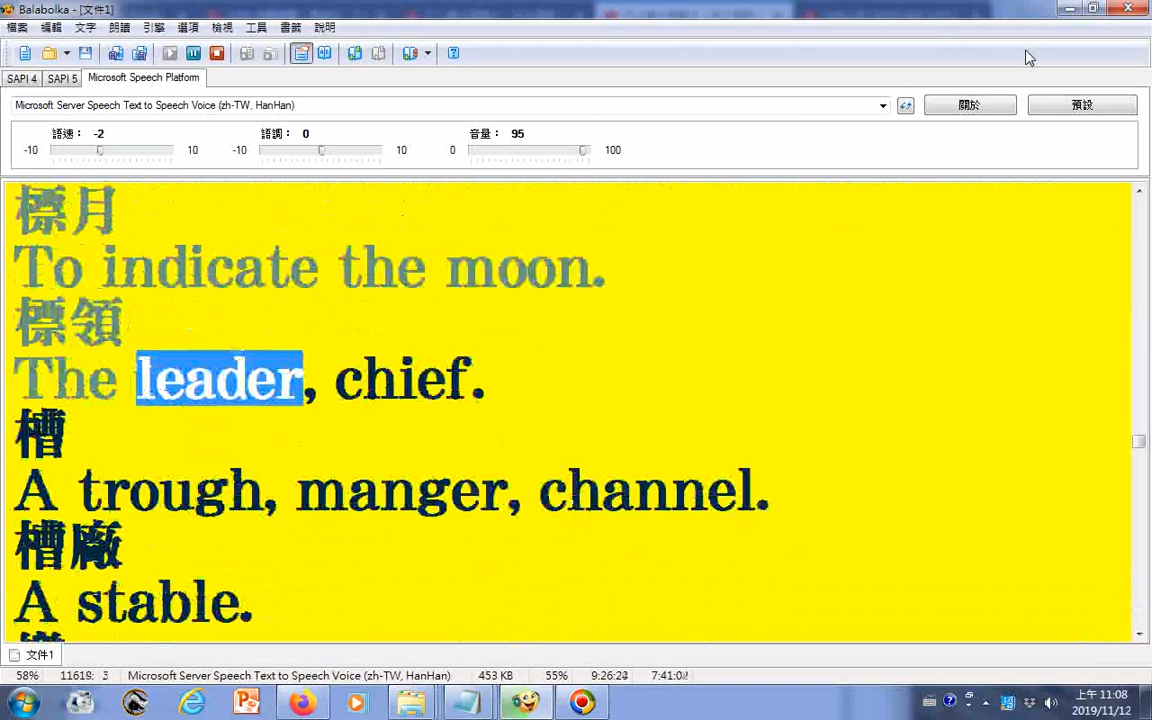 Balabolka - [文件1]
檔案 編輯 文字 朗讀 引擎 選項 檢視 工具 書籤 說明
SAPI 4 SAPI 5 Microsoft Speech Platform
Microsoft Server Speech Text to Speech Voice (zh-TW, HanHan) 關於 預設
語速： -2 語調： 0 音量： 95
-10 10 -10 10 0 100
標月
To indicate the moon.
標領
The leader, chief.
槽
A trough, manger, channel.
槽廠
A stable.
文件1
58% 11619: Microsoft Server Speech Text to Speech Voice (zh-TW, HanHan) 453 KB 55%
上午 11:08
2019/11/12